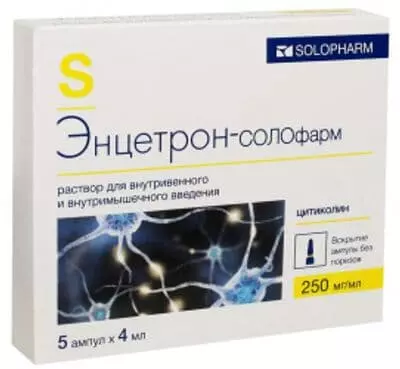 SOLOPHARM
S
Энцетрон-СОЛОфарм
раствор для внутривенного
и внутримышечного введения
цитиколин
Вскрытие
ампулы без
порезов
250 мг/мл
5 ампул х 4 мл